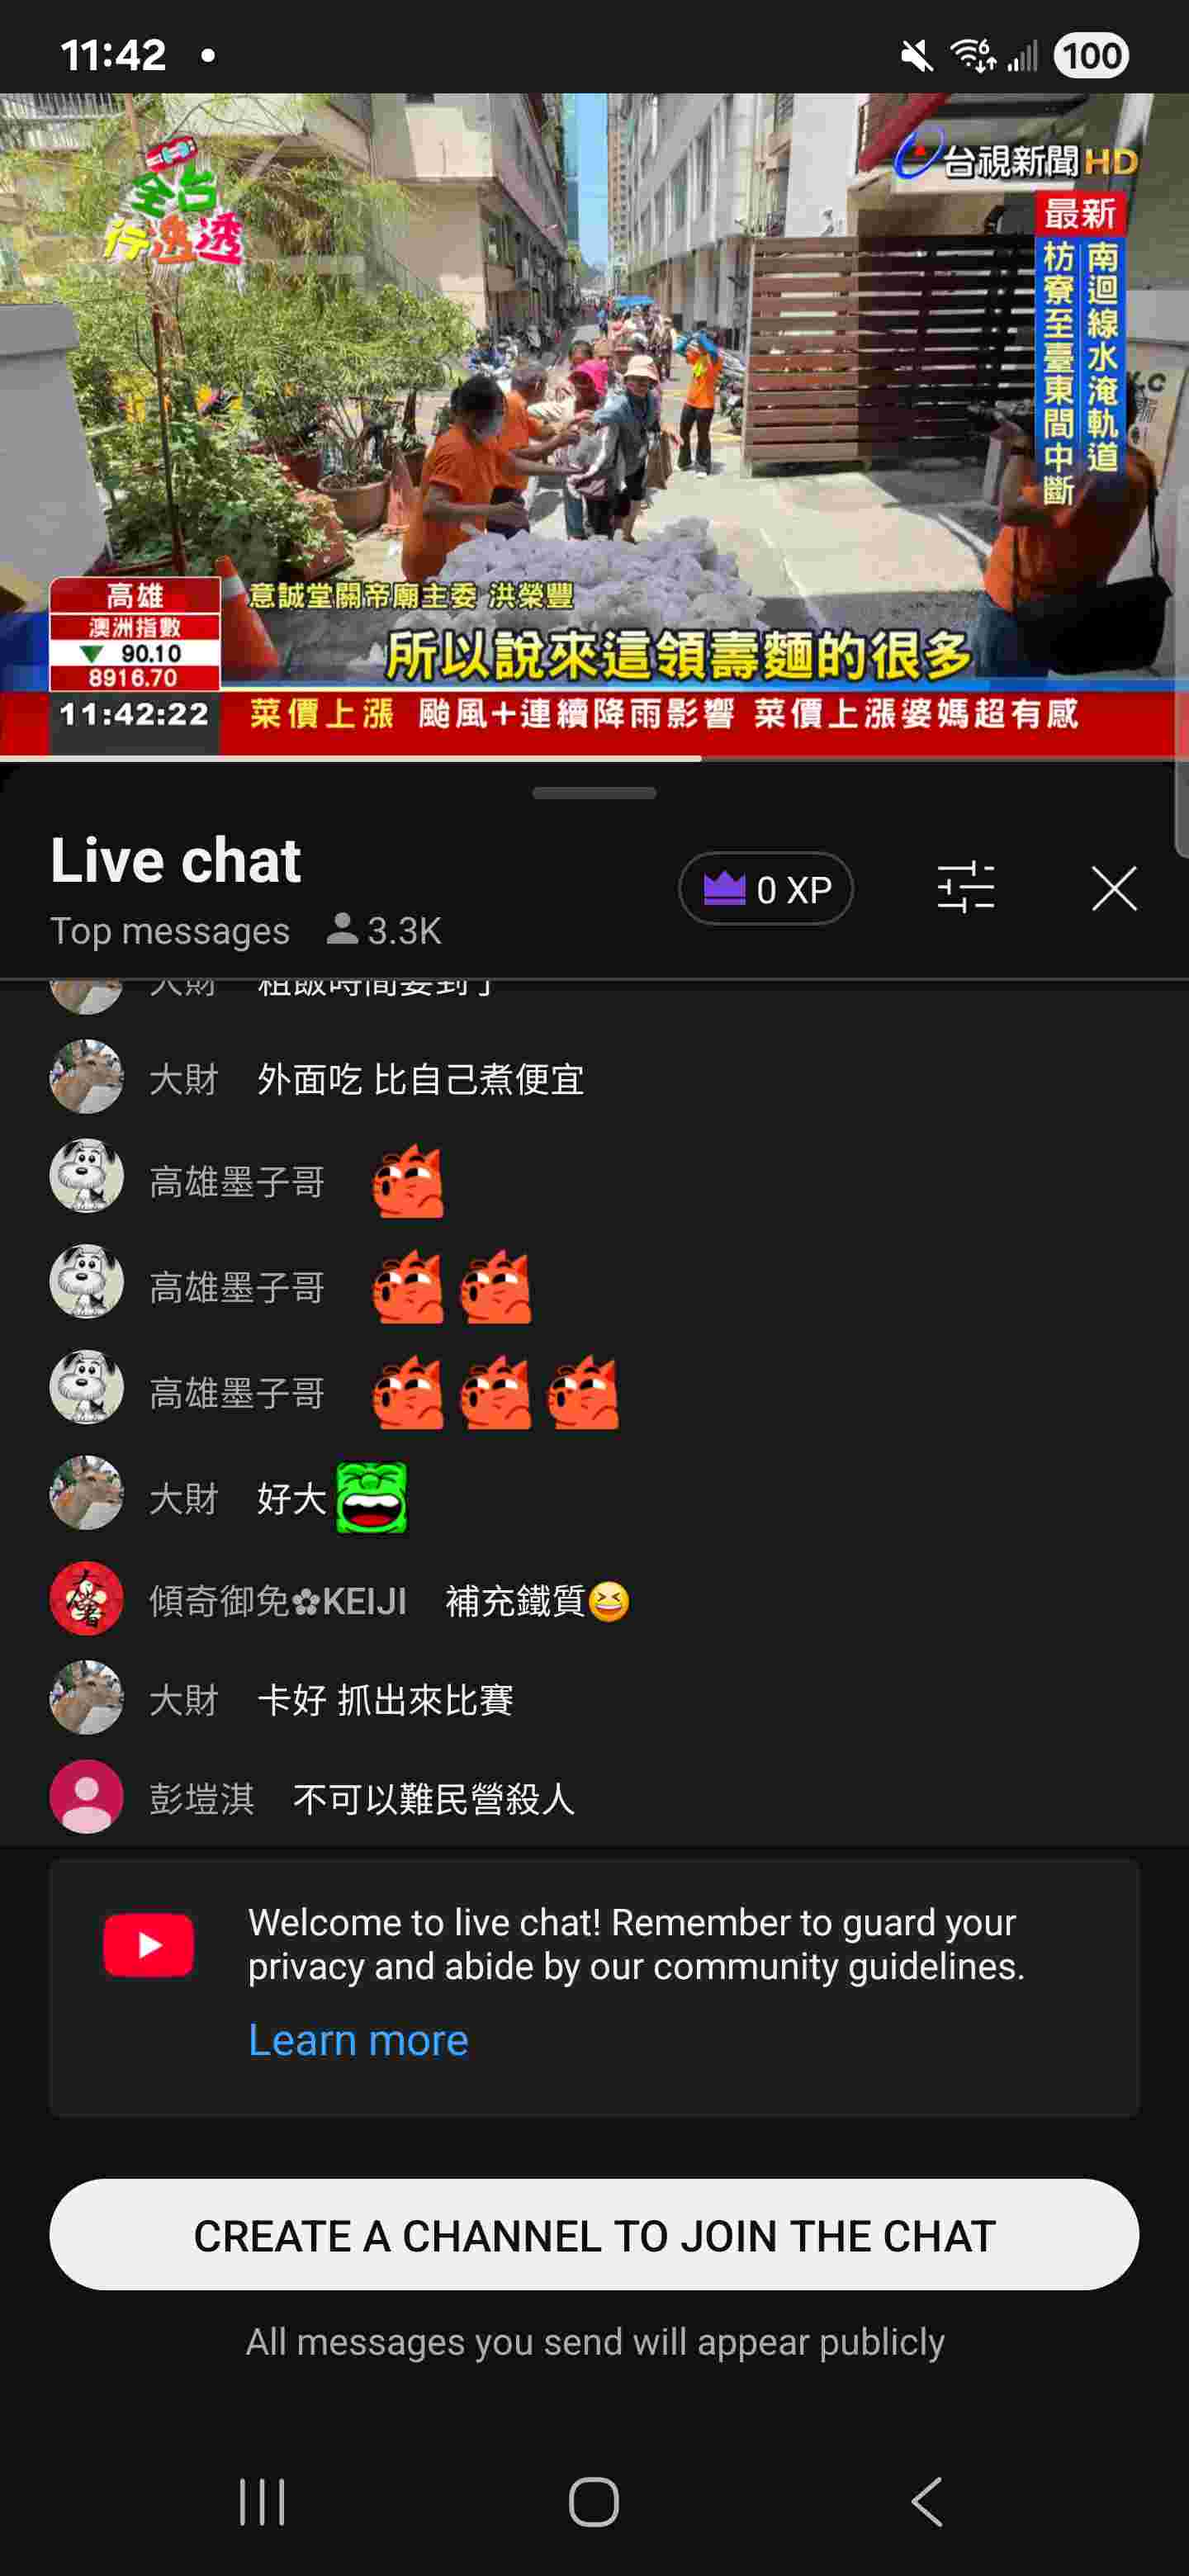 11:42
100
全台
行透透
台視新聞HD
最新
南迴線水淹軌道
枋寮至臺東間中斷
高雄
澳洲指數
▼ 90.10
8916.70
11:42:22
意誠堂關帝廟主委 洪榮豐
所以說來這領壽麵的很多
菜價上漲 颱風+連續降雨影響 菜價上漲婆媽超有感
Live chat
Top messages 3.3K
0 XP
大財
大財 外面吃 比自己煮便宜
高雄墨子哥
高雄墨子哥
高雄墨子哥
大財 好大
傾奇御免✿KEIJI 補充鐵質😆
大財 卡好 抓出來比賽
彭塏淇 不可以難民營殺人
Welcome to live chat! Remember to guard your
privacy and abide by our community guidelines.
Learn more
CREATE A CHANNEL TO JOIN THE CHAT
All messages you send will appear publicly